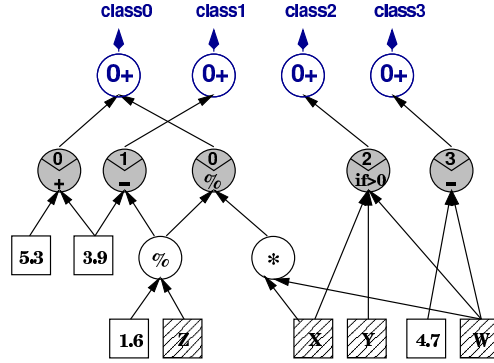 class0 class1 class2 class3
0+ 0+ 0+ 0+
0 1 0 2 3
+ - % if>0 -
5.3 3.9 % *
1.6 Z X Y 4.7 W